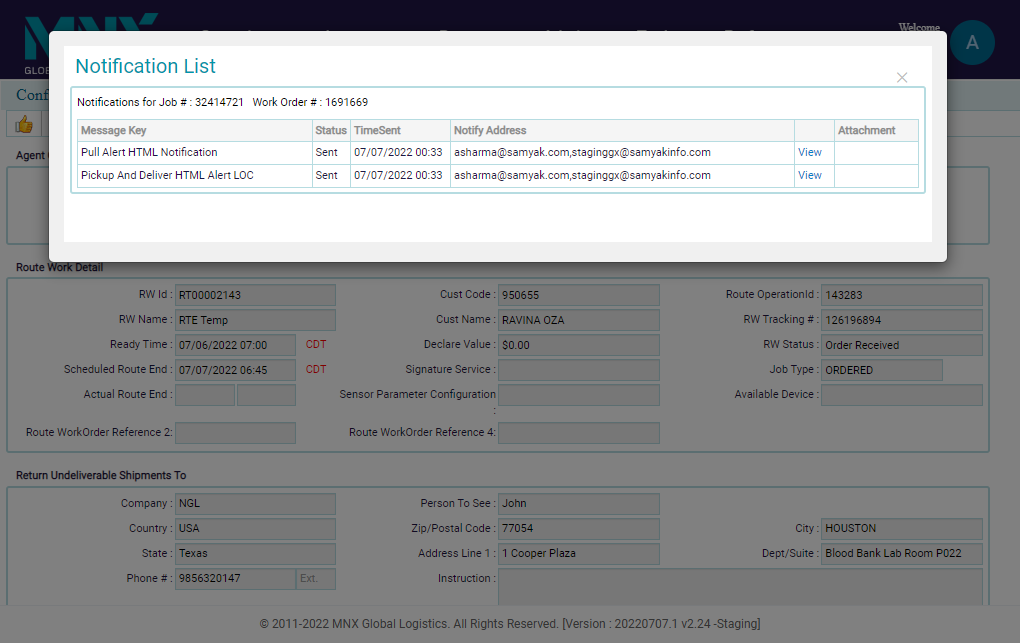 MNX
GLOB
Welcome
A
Conf
Notification List
×
Notifications for Job # : 32414721 Work Order # : 1691669
Message Key Status TimeSent Notify Address Attachment
Pull Alert HTML Notification Sent 07/07/2022 00:33 asharma@samyak.com,staginggx@samyakinfo.com View
Pickup And Deliver HTML Alert LOC Sent 07/07/2022 00:33 asharma@samyak.com,staginggx@samyakinfo.com View
Agent
Route Work Detail
RW Id : RT00002143 Cust Code : 950655 Route OperationId : 143283
RW Name : RTE Temp Cust Name : RAVINA OZA RW Tracking # : 126196894
Ready Time : 07/06/2022 07:00 CDT Declare Value : $0.00 RW Status : Order Received
Scheduled Route End : 07/07/2022 06:45 CDT Signature Service : Job Type : ORDERED
Actual Route End : Sensor Parameter Configuration : Available Device :
Route WorkOrder Reference 2: Route WorkOrder Reference 4:
Return Undeliverable Shipments To
Company : NGL Person To See : John
Country : USA Zip/Postal Code : 77054 City : HOUSTON
State : Texas Address Line 1 : 1 Cooper Plaza Dept/Suite : Blood Bank Lab Room P022
Phone # : 9856320147 Ext. Instruction :
© 2011-2022 MNX Global Logistics. All Rights Reserved. [Version : 20220707.1 v2.24 -Staging]